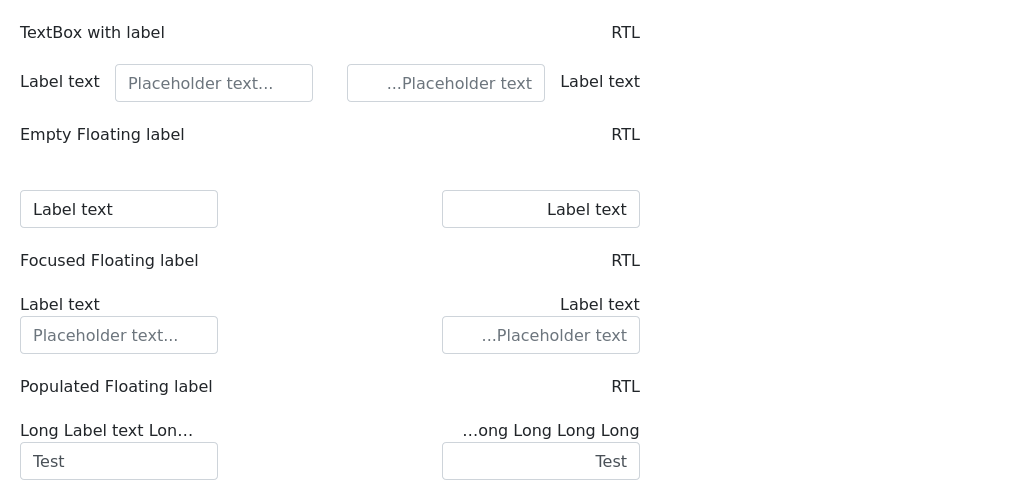 TextBox with label RTL
Label text Placeholder text... ...Placeholder text Label text
Empty Floating label RTL
Label text Label text
Focused Floating label RTL
Label text Label text
Placeholder text... ...Placeholder text
Populated Floating label RTL
Long Label text Lon... ...ong Long Long Long
Test Test